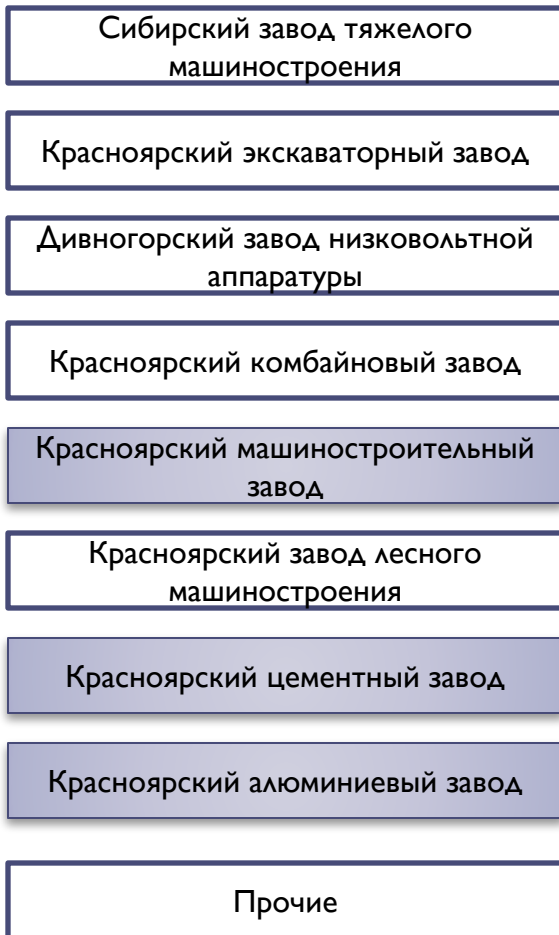 Сибирский завод тяжелого
машиностроения
Красноярский экскаваторный завод
Дивногорский завод низковольтной
аппаратуры
Красноярский комбайновый завод
Красноярский машиностроительный
завод
Красноярский завод лесного
машиностроения
Красноярский цементный завод
Красноярский алюминиевый завод
Прочие